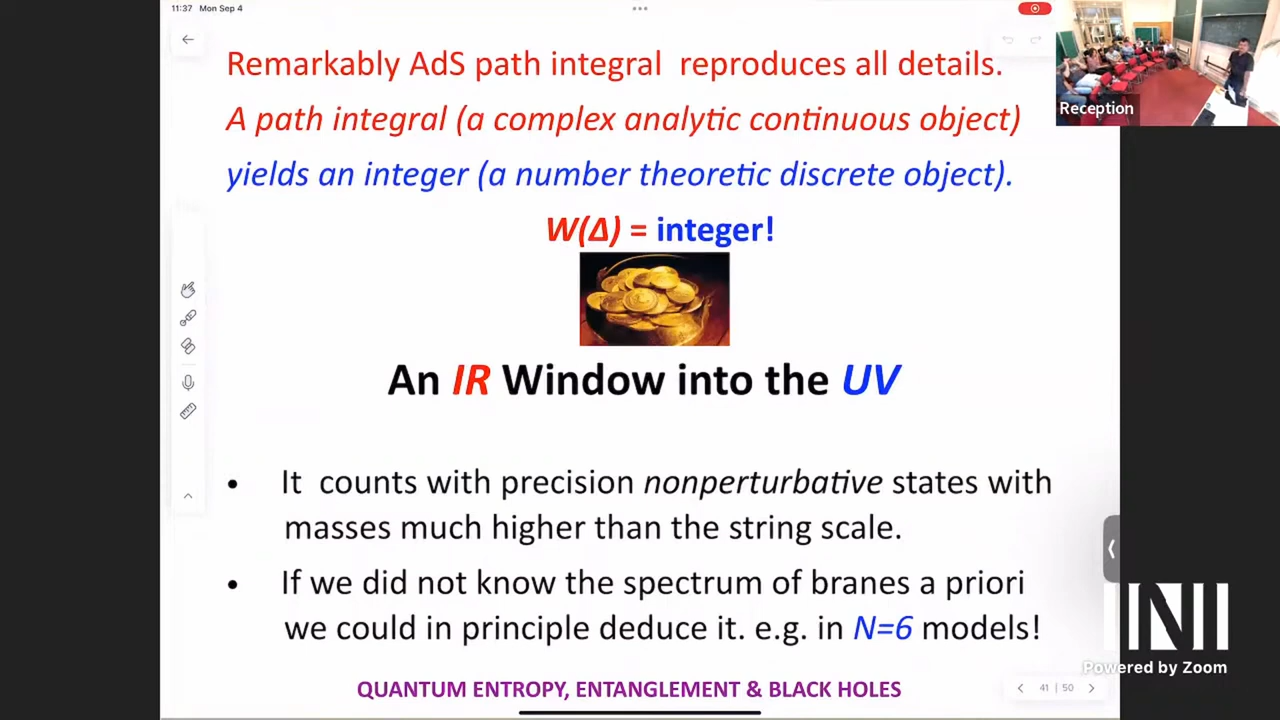 11:37 Mon Sep 4
Remarkably AdS path integral reproduces all details.
A path integral (a complex analytic continuous object)
yields an integer (a number theoretic discrete object).
W(Δ) = integer!
An IR Window into the UV
• It counts with precision nonperturbative states with
masses much higher than the string scale.
• If we did not know the spectrum of branes a priori
we could in principle deduce it. e.g. in N=6 models!
QUANTUM ENTROPY, ENTANGLEMENT & BLACK HOLES
41 | 50
Reception
INI
Powered by Zoom